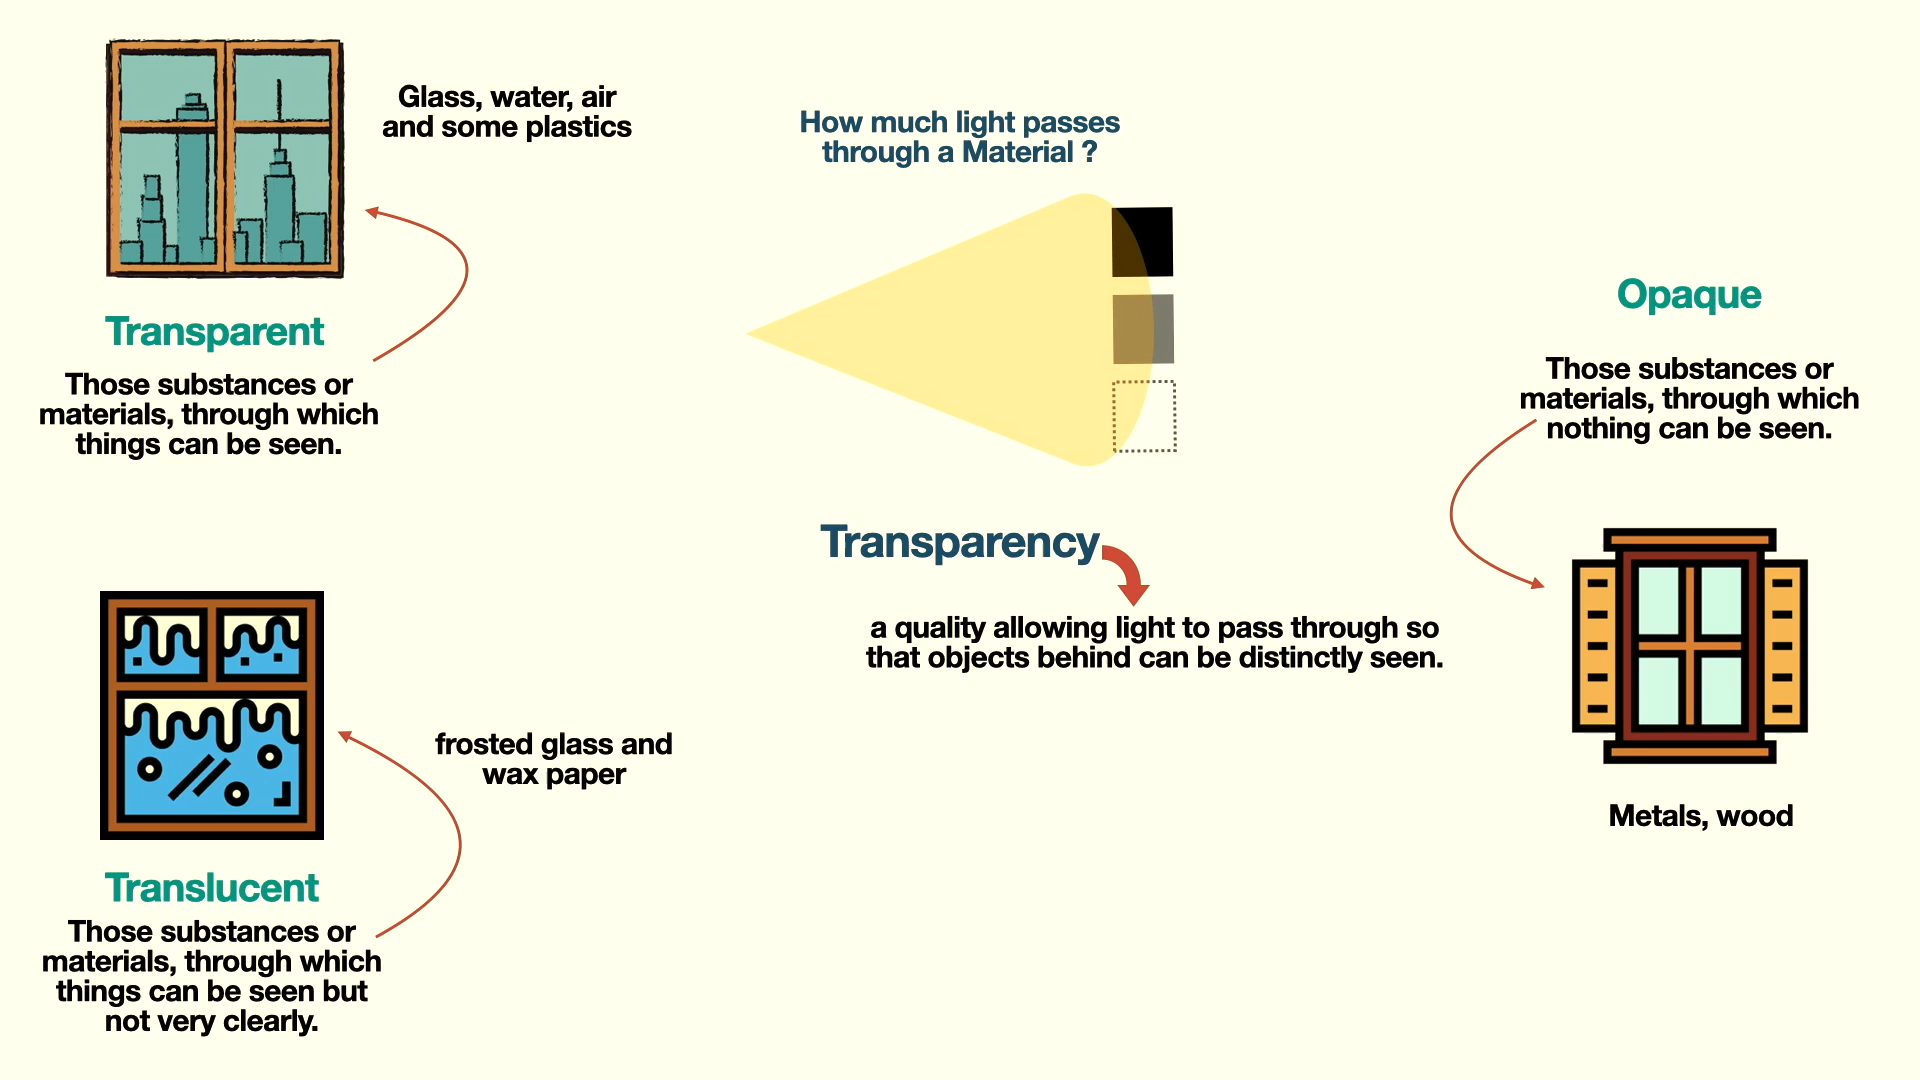 Glass, water, air
and some plastics
Transparent
Those substances or
materials, through which
things can be seen.
frosted glass and
wax paper
Translucent
Those substances or
materials, through which
things can be seen but
not very clearly.
How much light passes
through a Material ?
Transparency
a quality allowing light to pass through so
that objects behind can be distinctly seen.
Opaque
Those substances or
materials, through which
nothing can be seen.
Metals, wood